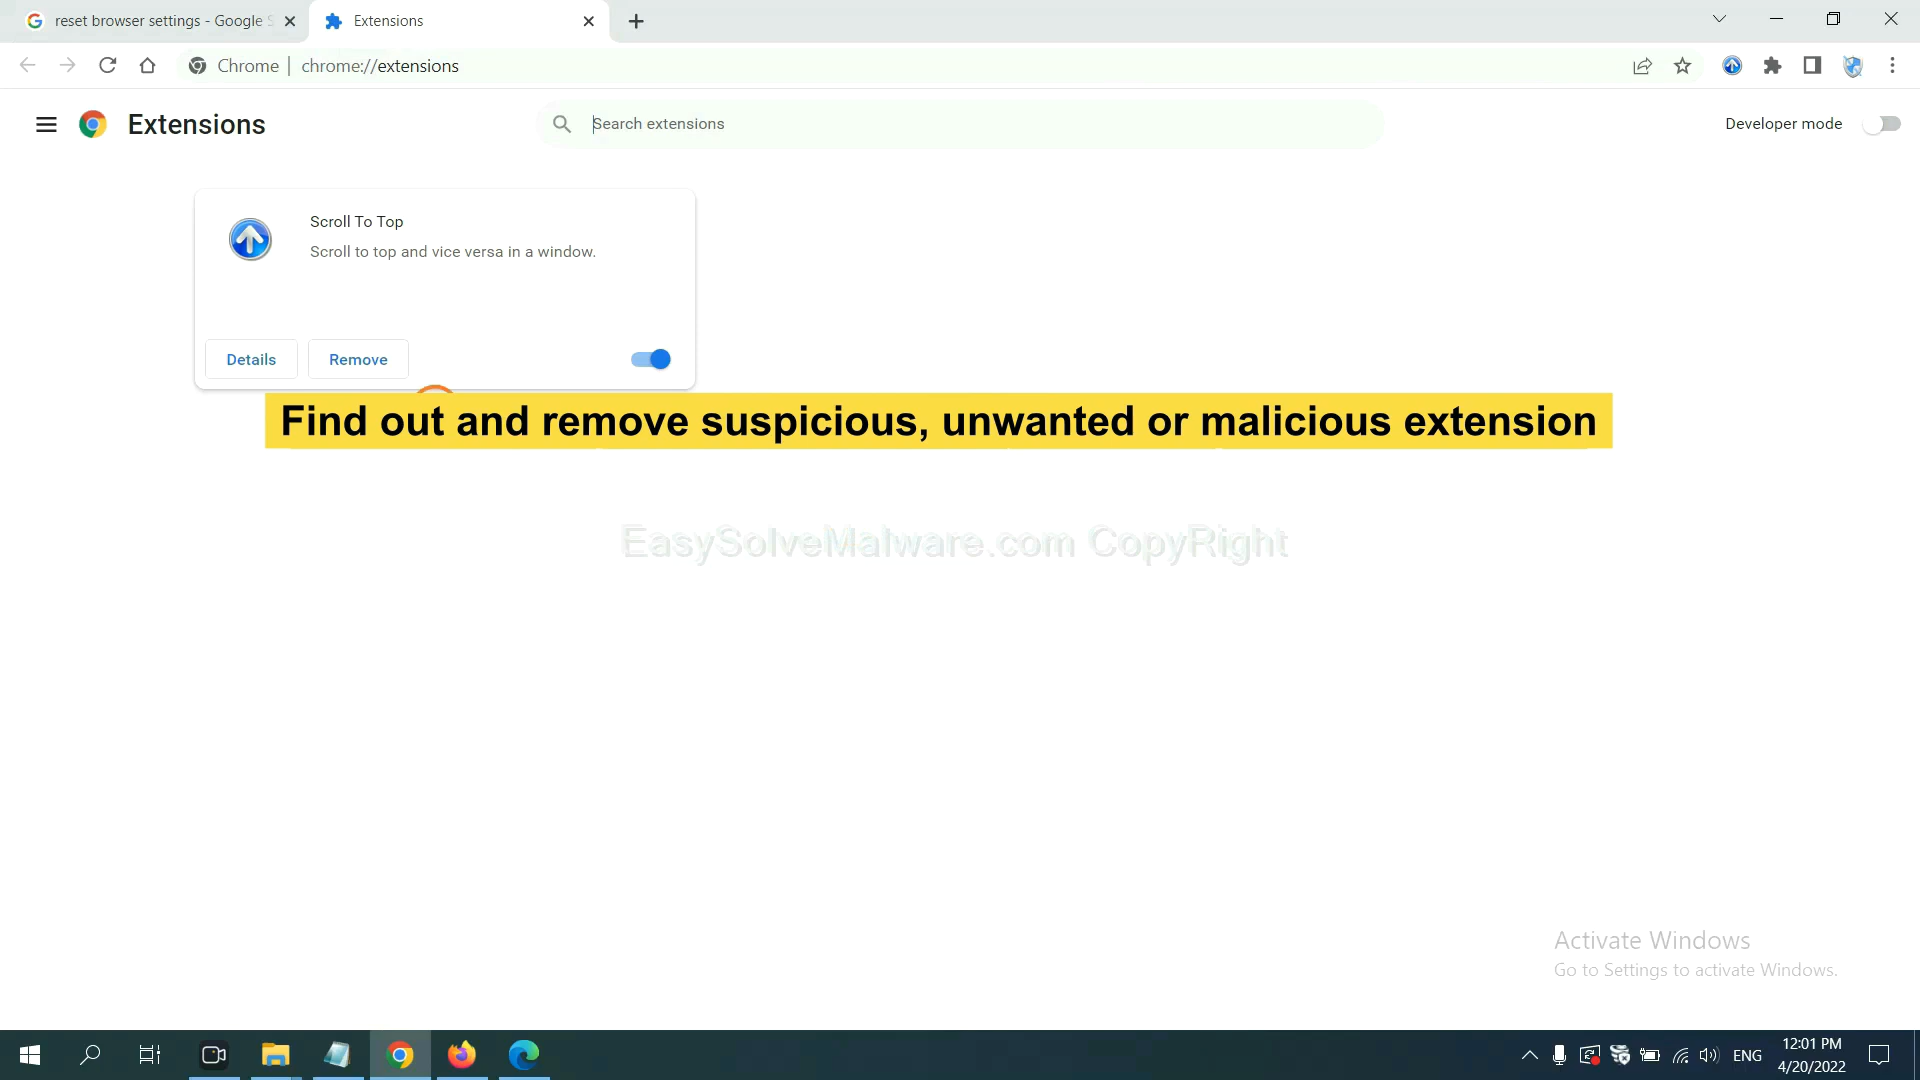 reset browser settings - Google S
Extensions
Chrome
chrome://extensions
Extensions
Search extensions
Developer mode
Scroll To Top
Scroll to top and vice versa in a window.
Details
Remove
Find out and remove suspicious, unwanted or malicious extension
EasySolveMalware.com CopyRight
Activate Windows
Go to Settings to activate Windows.
ENG
12:01 PM
4/20/2022